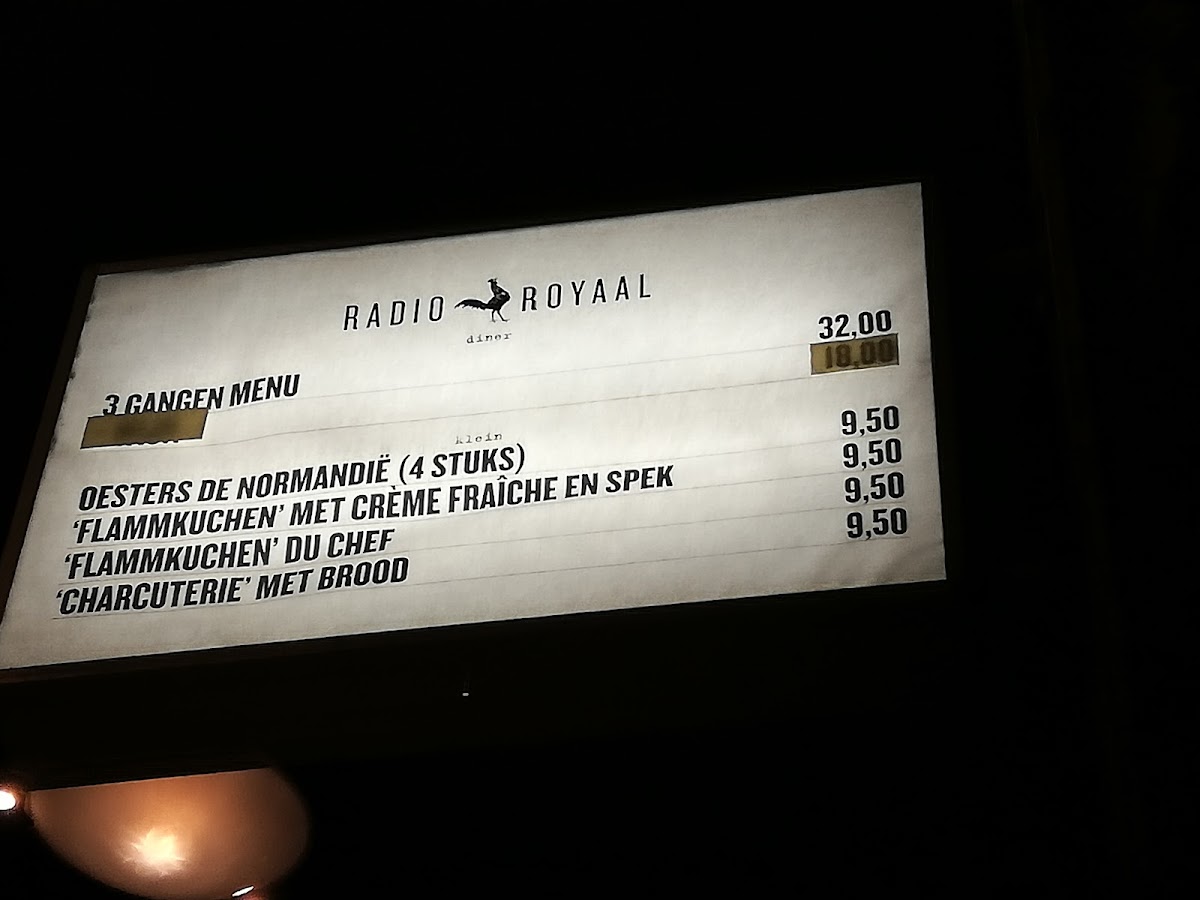 RADIO ROYAAL
diner
3 GANGEN MENU 32,00
18,00
klein
OESTERS DE NORMANDIË (4 STUKS) 9,50
'FLAMMKUCHEN' MET CRÈME FRAÎCHE EN SPEK 9,50
'FLAMMKUCHEN' DU CHEF 9,50
'CHARCUTERIE' MET BROOD 9,50